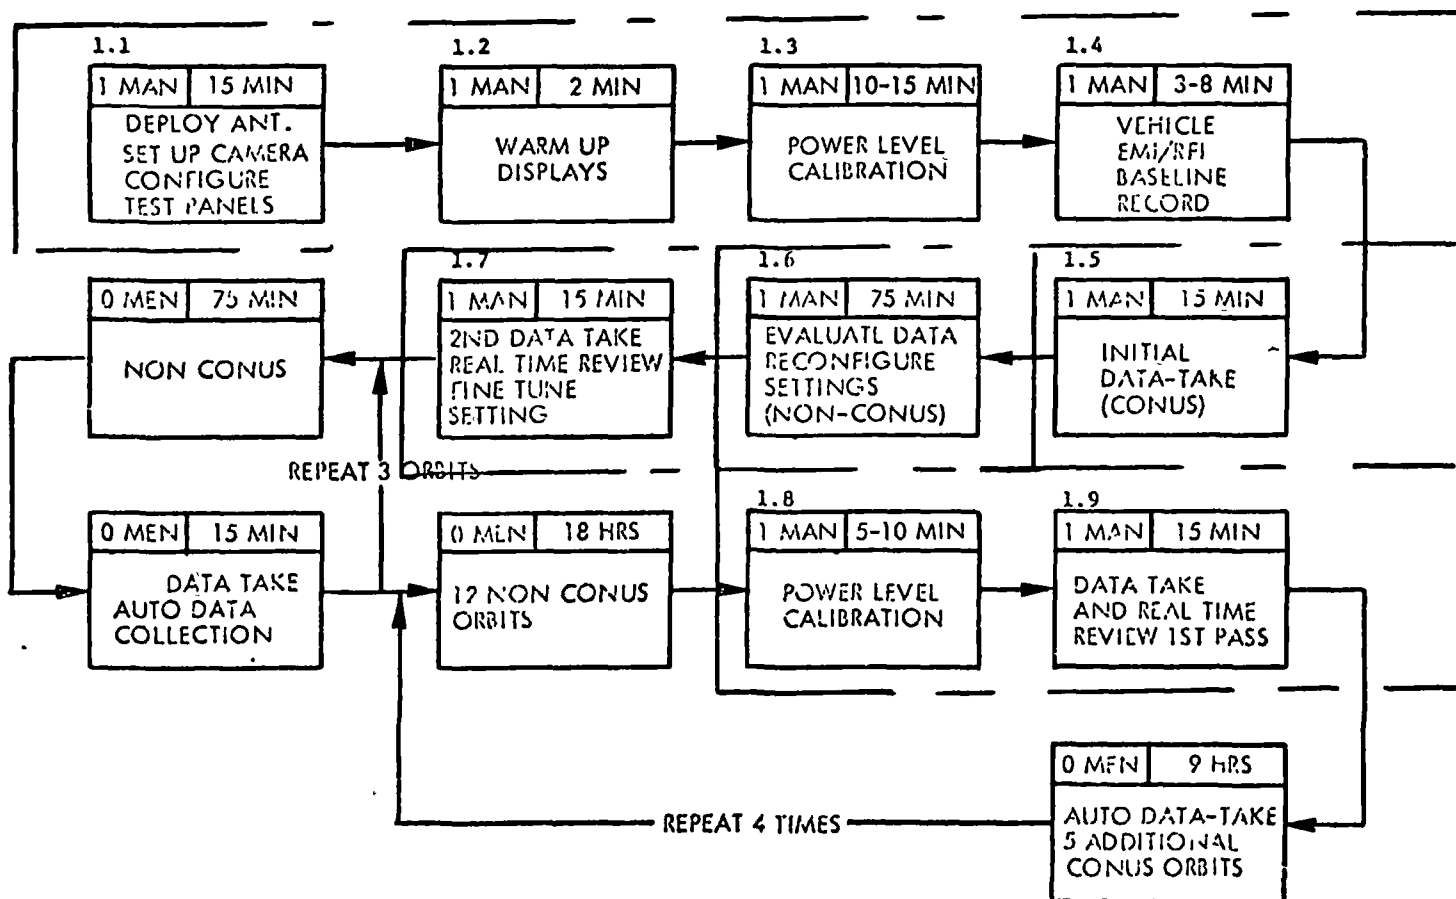 1.1
1 MAN 15 MIN
DEPLOY ANT.
SET UP CAMERA
CONFIGURE
TEST PANELS
1.2
1 MAN 2 MIN
WARM UP
DISPLAYS
1.3
1 MAN 10-15 MIN
POWER LEVEL
CALIBRATION
1.4
1 MAN 3-8 MIN
VEHICLE
EMI/RFI
BASELINE
RECORD
1.5
1 MAN 15 MIN
INITIAL
DATA-TAKE
(CONUS)
1.6
1 MAN 75 MIN
EVALUATE DATA
RECONFIGURE
SETTINGS
(NON-CONUS)
1.7
1 MAN 15 MIN
2ND DATA TAKE
REAL TIME REVIEW
FINE TUNE
SETTING
0 MEN 75 MIN
NON CONUS
REPEAT 3 ORBITS
0 MEN 15 MIN
DATA TAKE
AUTO DATA
COLLECTION
0 MEN 18 HRS
12 NON CONUS
ORBITS
1.8
1 MAN 5-10 MIN
POWER LEVEL
CALIBRATION
1.9
1 MAN 15 MIN
DATA TAKE
AND REAL TIME
REVIEW 1ST PASS
0 MEN 9 HRS
AUTO DATA-TAKE
5 ADDITIONAL
CONUS ORBITS
REPEAT 4 TIMES